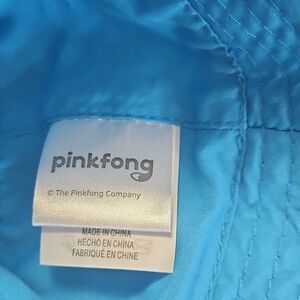 pinkfong
© The Pinkfong Company
MADE IN CHINA
HECHO EN CHINA
FABRIQUÉ EN CHINE